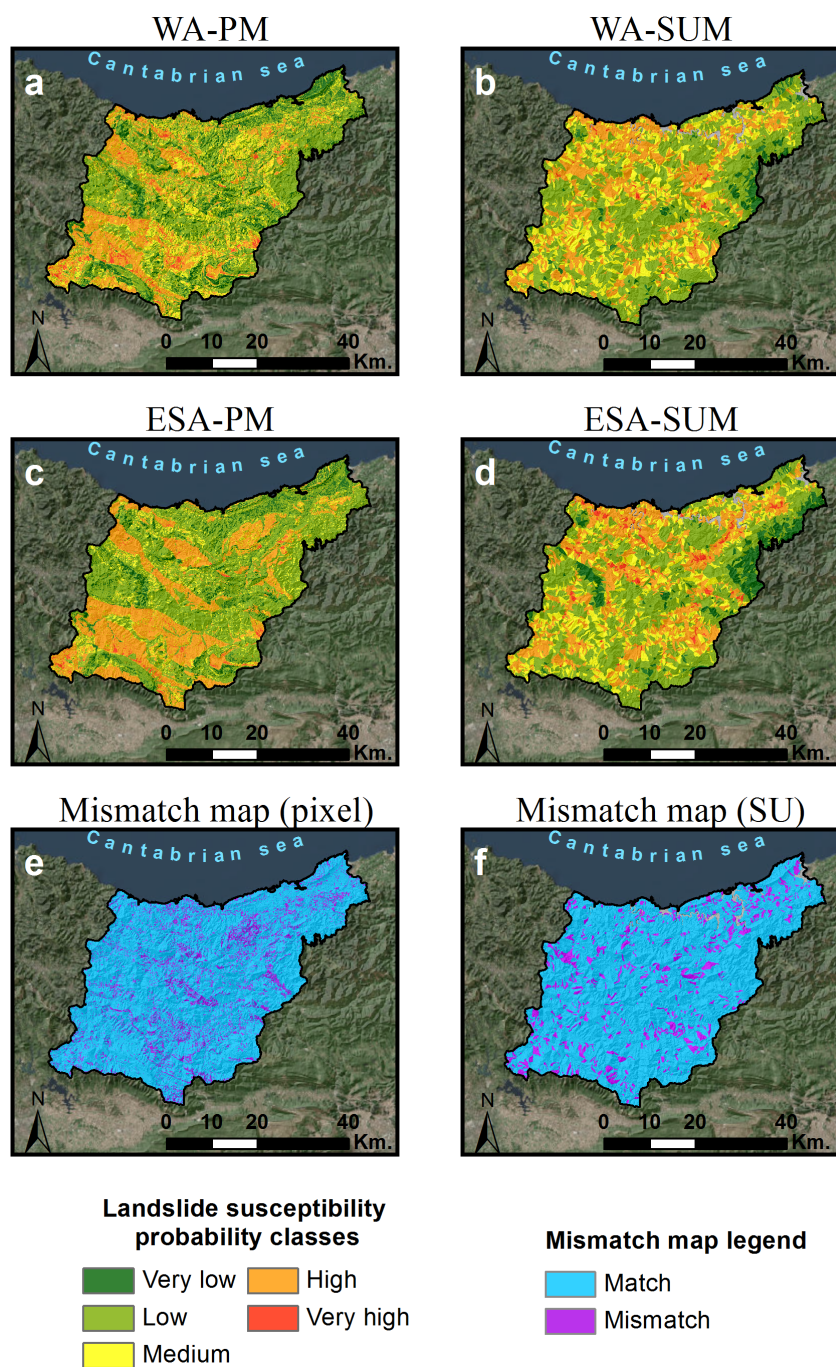 WA-PM
WA-SUM
a
Cantabrian sea
N
0 20 40
Km.
b
Cantabrian sea
N
0 10 20 40
Km.
ESA-PM
ESA-SUM
c
Cantabrian sea
N
0 10 20 40
Km.
d
Cantabrian sea
N
0 10 20 40
Km.
Mismatch map (pixel)
Mismatch map (SU)
e
Cantabrian sea
N
0 10 20 40
Km.
f
Cantabrian sea
N
0 10 20 40
Km.
Landslide susceptibility
probability classes
Very low
High
Low
Very high
Medium
Mismatch map legend
Match
Mismatch